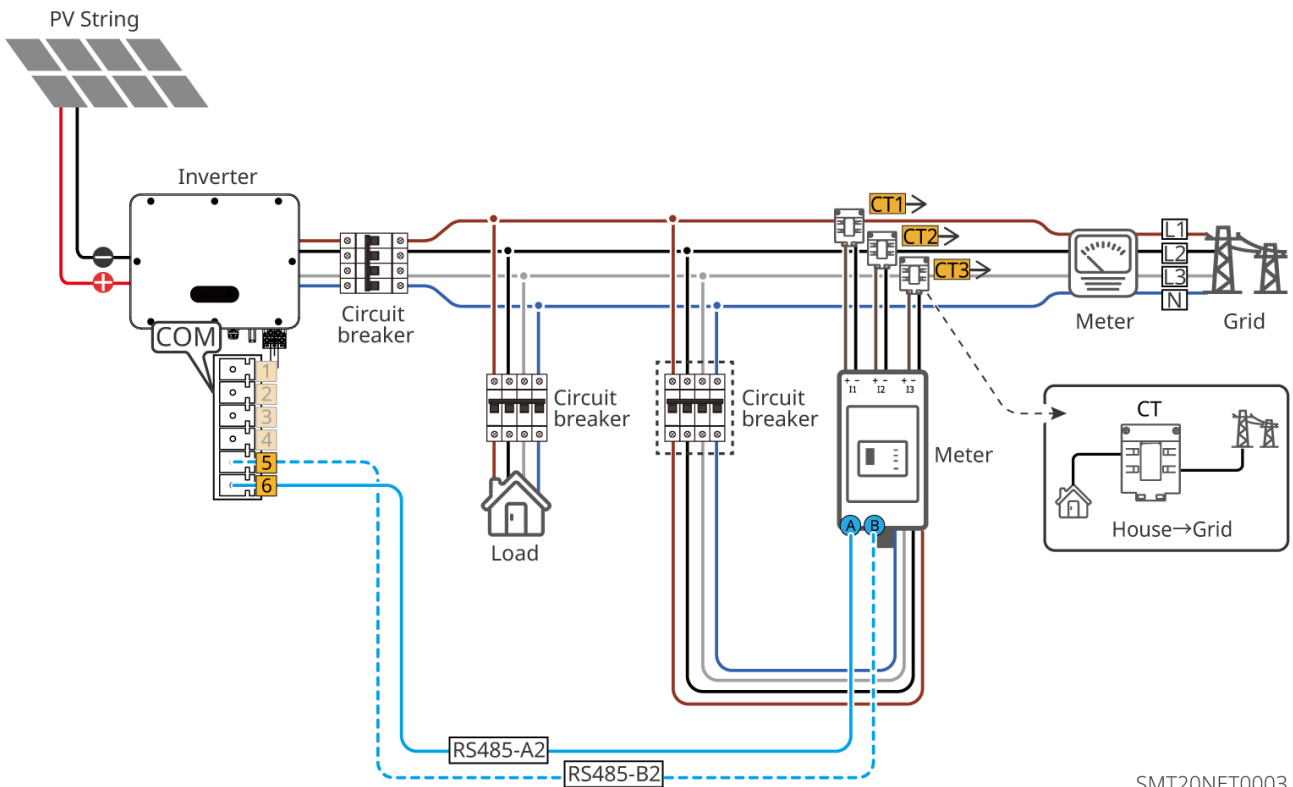 PV String
Inverter
CT1
CT2
CT3
L1
L2
L3
N
Circuit
breaker
Meter
Grid
COM
1
2
3
4
5
6
Circuit
breaker
Circuit
breaker
+ - + - + -
I1 I2 I3
Meter
CT
House→Grid
A B
Load
RS485-A2
RS485-B2
SMT20NET0003